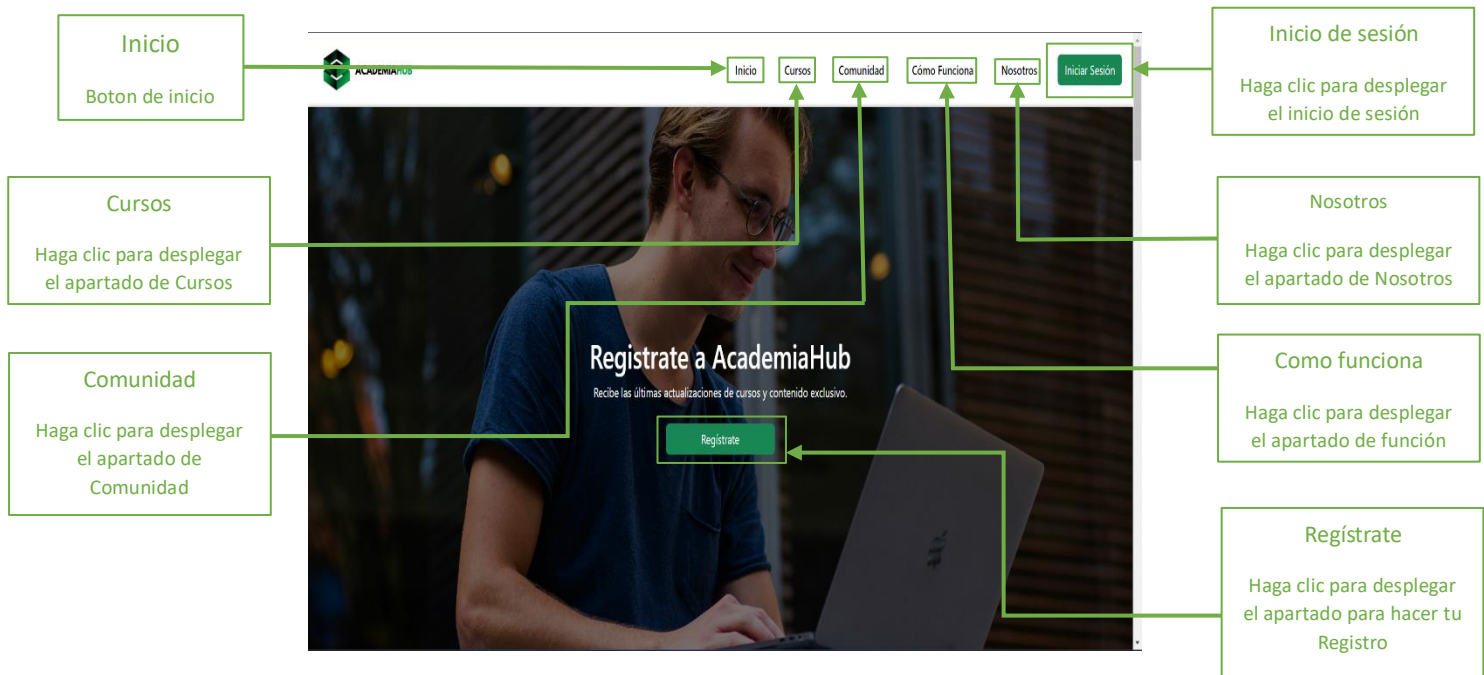 Inicio
Boton de inicio
Cursos
Haga clic para desplegar
el apartado de Cursos
Comunidad
Haga clic para desplegar
el apartado de
Comunidad
ACADEMIAHUB
Inicio
Cursos
Comunidad
Cómo Funciona
Nosotros
Iniciar Sesión
Registrate a AcademiaHub
Recibe las últimas actualizaciones de cursos y contenido exclusivo.
Regístrate
Inicio de sesión
Haga clic para desplegar
el inicio de sesión
Nosotros
Haga clic para desplegar
el apartado de Nosotros
Como funciona
Haga clic para desplegar
el apartado de función
Regístrate
Haga clic para desplegar
el apartado para hacer tu
Registro